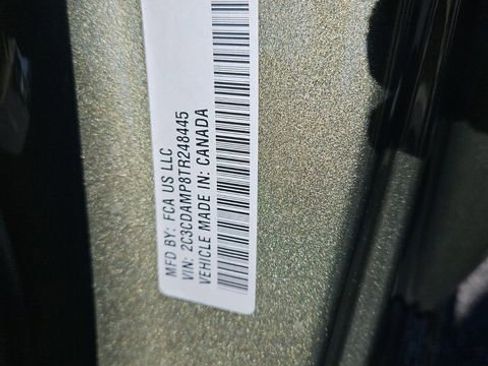 MFD BY: FCA US LLC
VIN: 2C3CDAMP8TR248445
VEHICLE MADE IN: CANADA